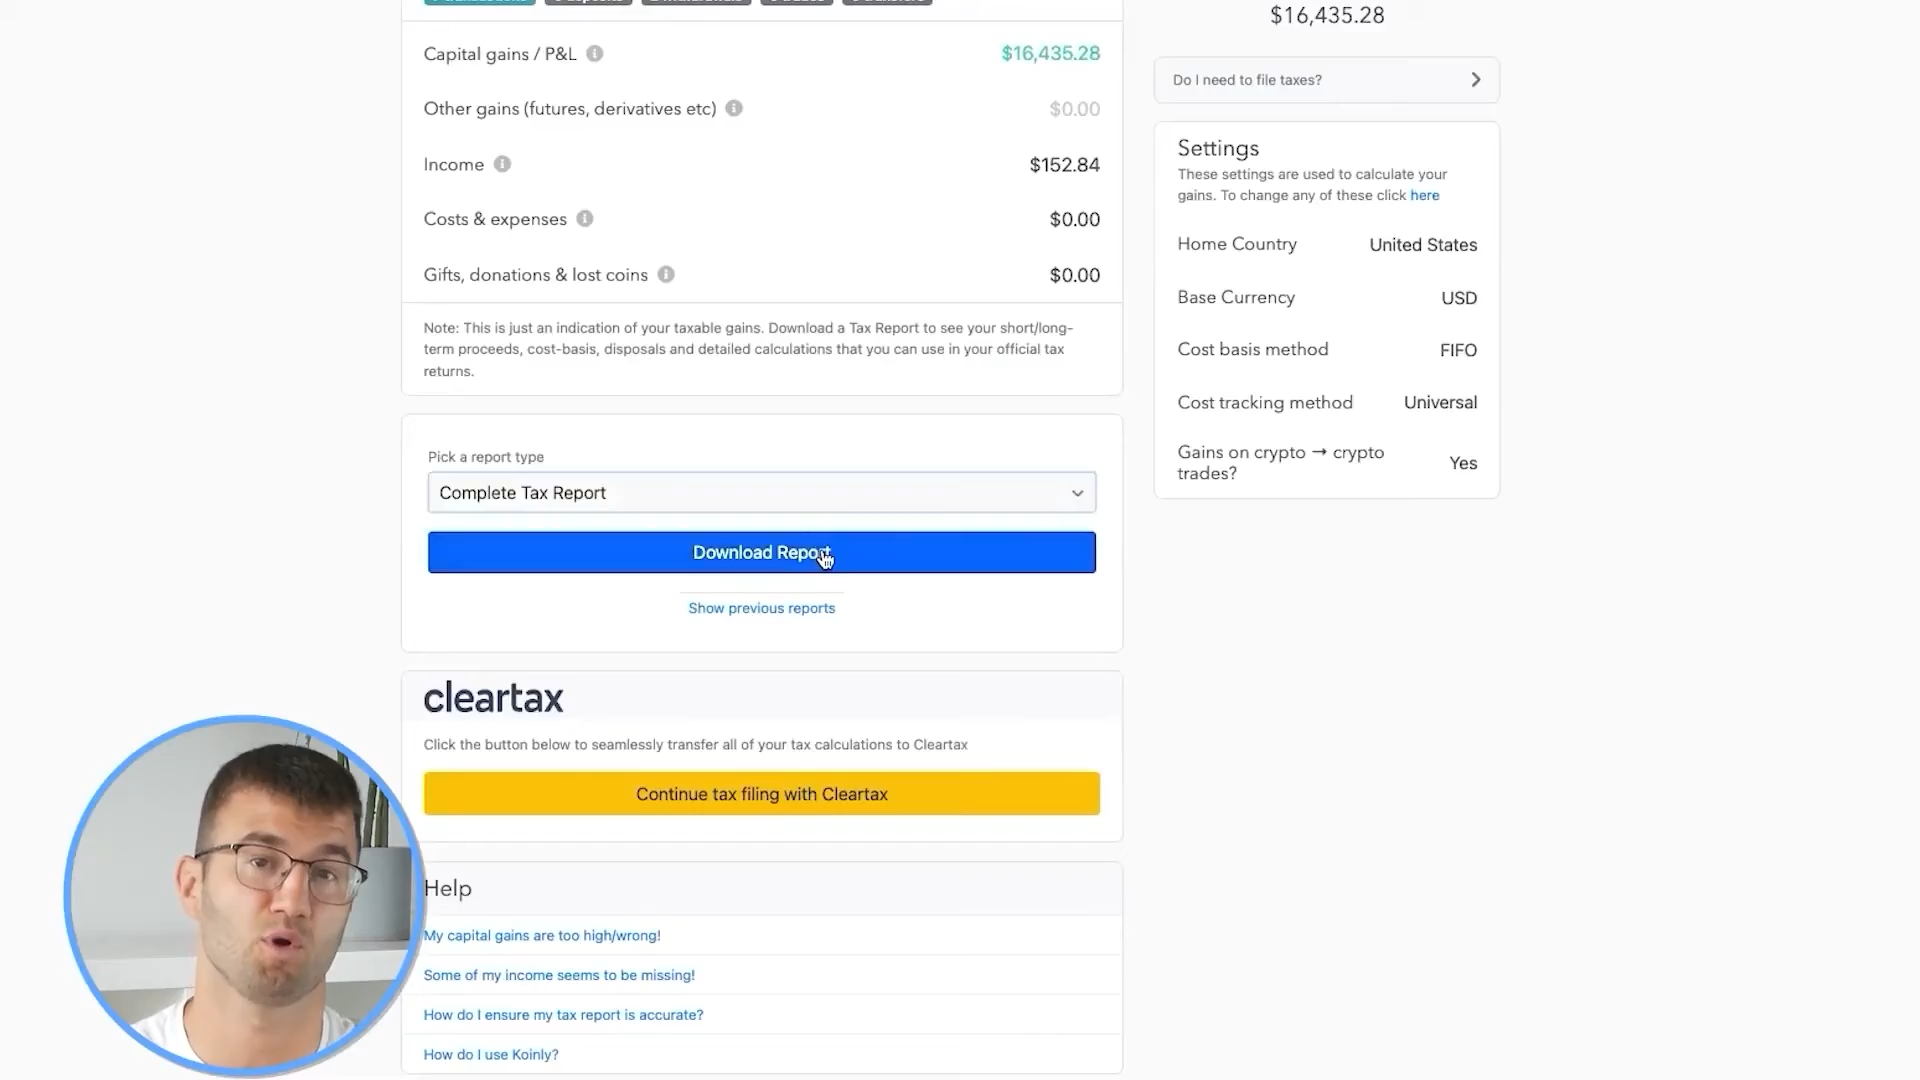 $16,435.28
Capital gains / P&L
$16,435.28
Other gains (futures, derivatives etc)
$0.00
Income
$152.84
Costs & expenses
$0.00
Gifts, donations & lost coins
$0.00
Note: This is just an indication of your taxable gains. Download a Tax Report to see your short/long-
term proceeds, cost-basis, disposals and detailed calculations that you can use in your official tax
returns.
Pick a report type
Complete Tax Report
Download Report
Show previous reports
cleartax
Click the button below to seamlessly transfer all of your tax calculations to Cleartax
Continue tax filing with Cleartax
Help
My capital gains are too high/wrong!
Some of my income seems to be missing!
How do I ensure my tax report is accurate?
How do I use Koinly?
Do I need to file taxes?
Settings
These settings are used to calculate your
gains. To change any of these click here
Home Country
United States
Base Currency
USD
Cost basis method
FIFO
Cost tracking method
Universal
Gains on crypto → crypto
trades?
Yes